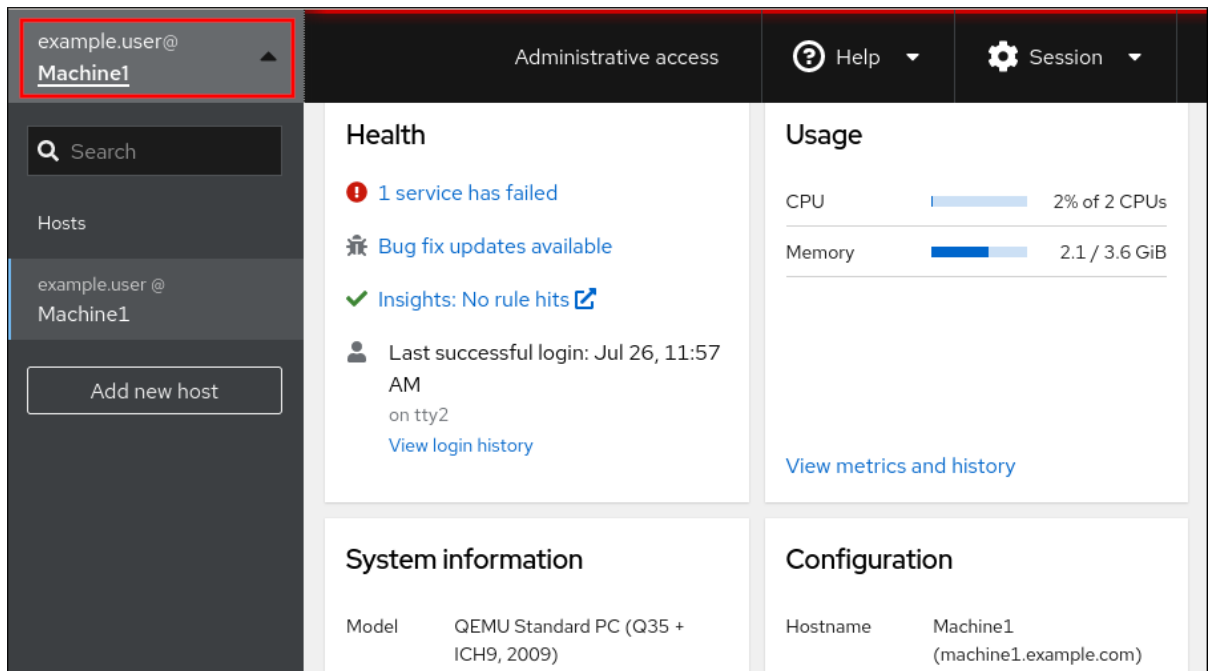 example.user@
Machine1
Administrative access
Help
Session
Search
Hosts
example.user @
Machine1
Add new host
Health
1 service has failed
Bug fix updates available
Insights: No rule hits
Last successful login: Jul 26, 11:57
AM
on tty2
View login history
Usage
CPU 2% of 2 CPUs
Memory 2.1 / 3.6 GiB
View metrics and history
System information
Model QEMU Standard PC (Q35 +
ICH9, 2009)
Configuration
Hostname Machine1
(machine1.example.com)